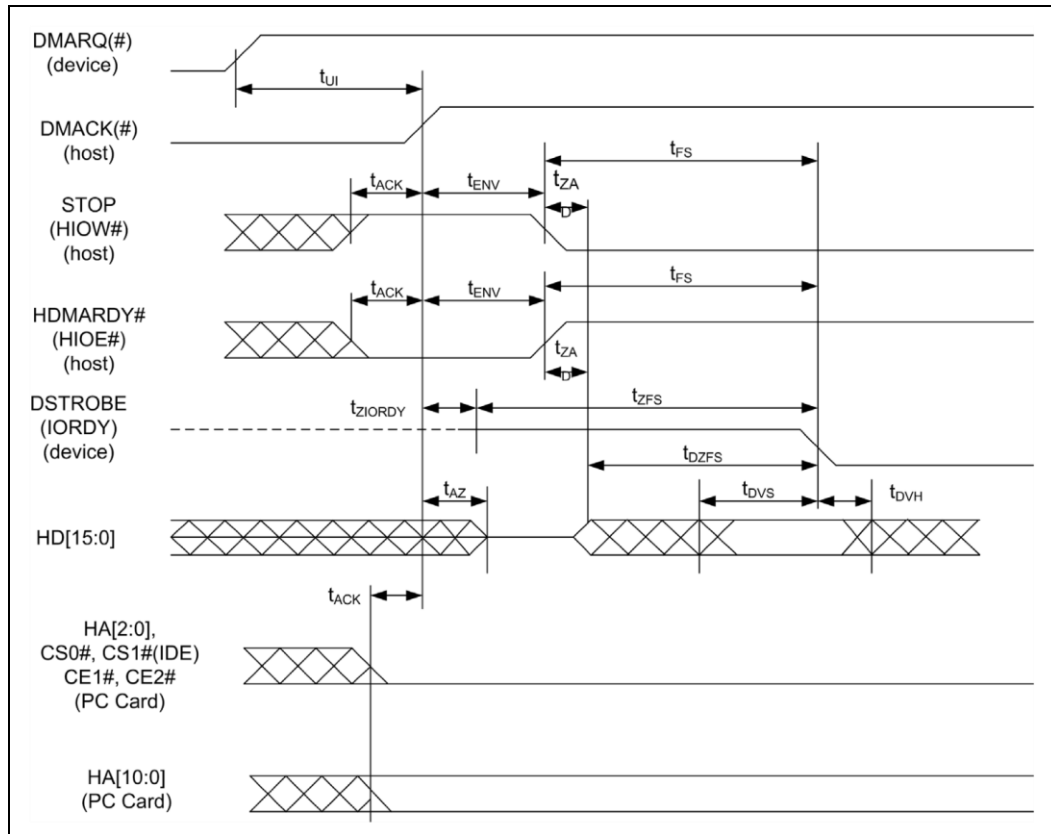 DMARQ(#)
(device)
tUI
DMACK(#)
(host)
tFS
tACK
tENV
tZA
D
STOP
(HIOW#)
(host)
tACK
tENV
tFS
HDMARDY#
(HIOE#)
(host)
tZA
D
DSTROBE
(IORDY)
(device)
tZIORDY
tZFS
tDZFS
tAZ
tDVS
tDVH
HD[15:0]
tACK
HA[2:0],
CS0#, CS1#(IDE)
CE1#, CE2#
(PC Card)
HA[10:0]
(PC Card)